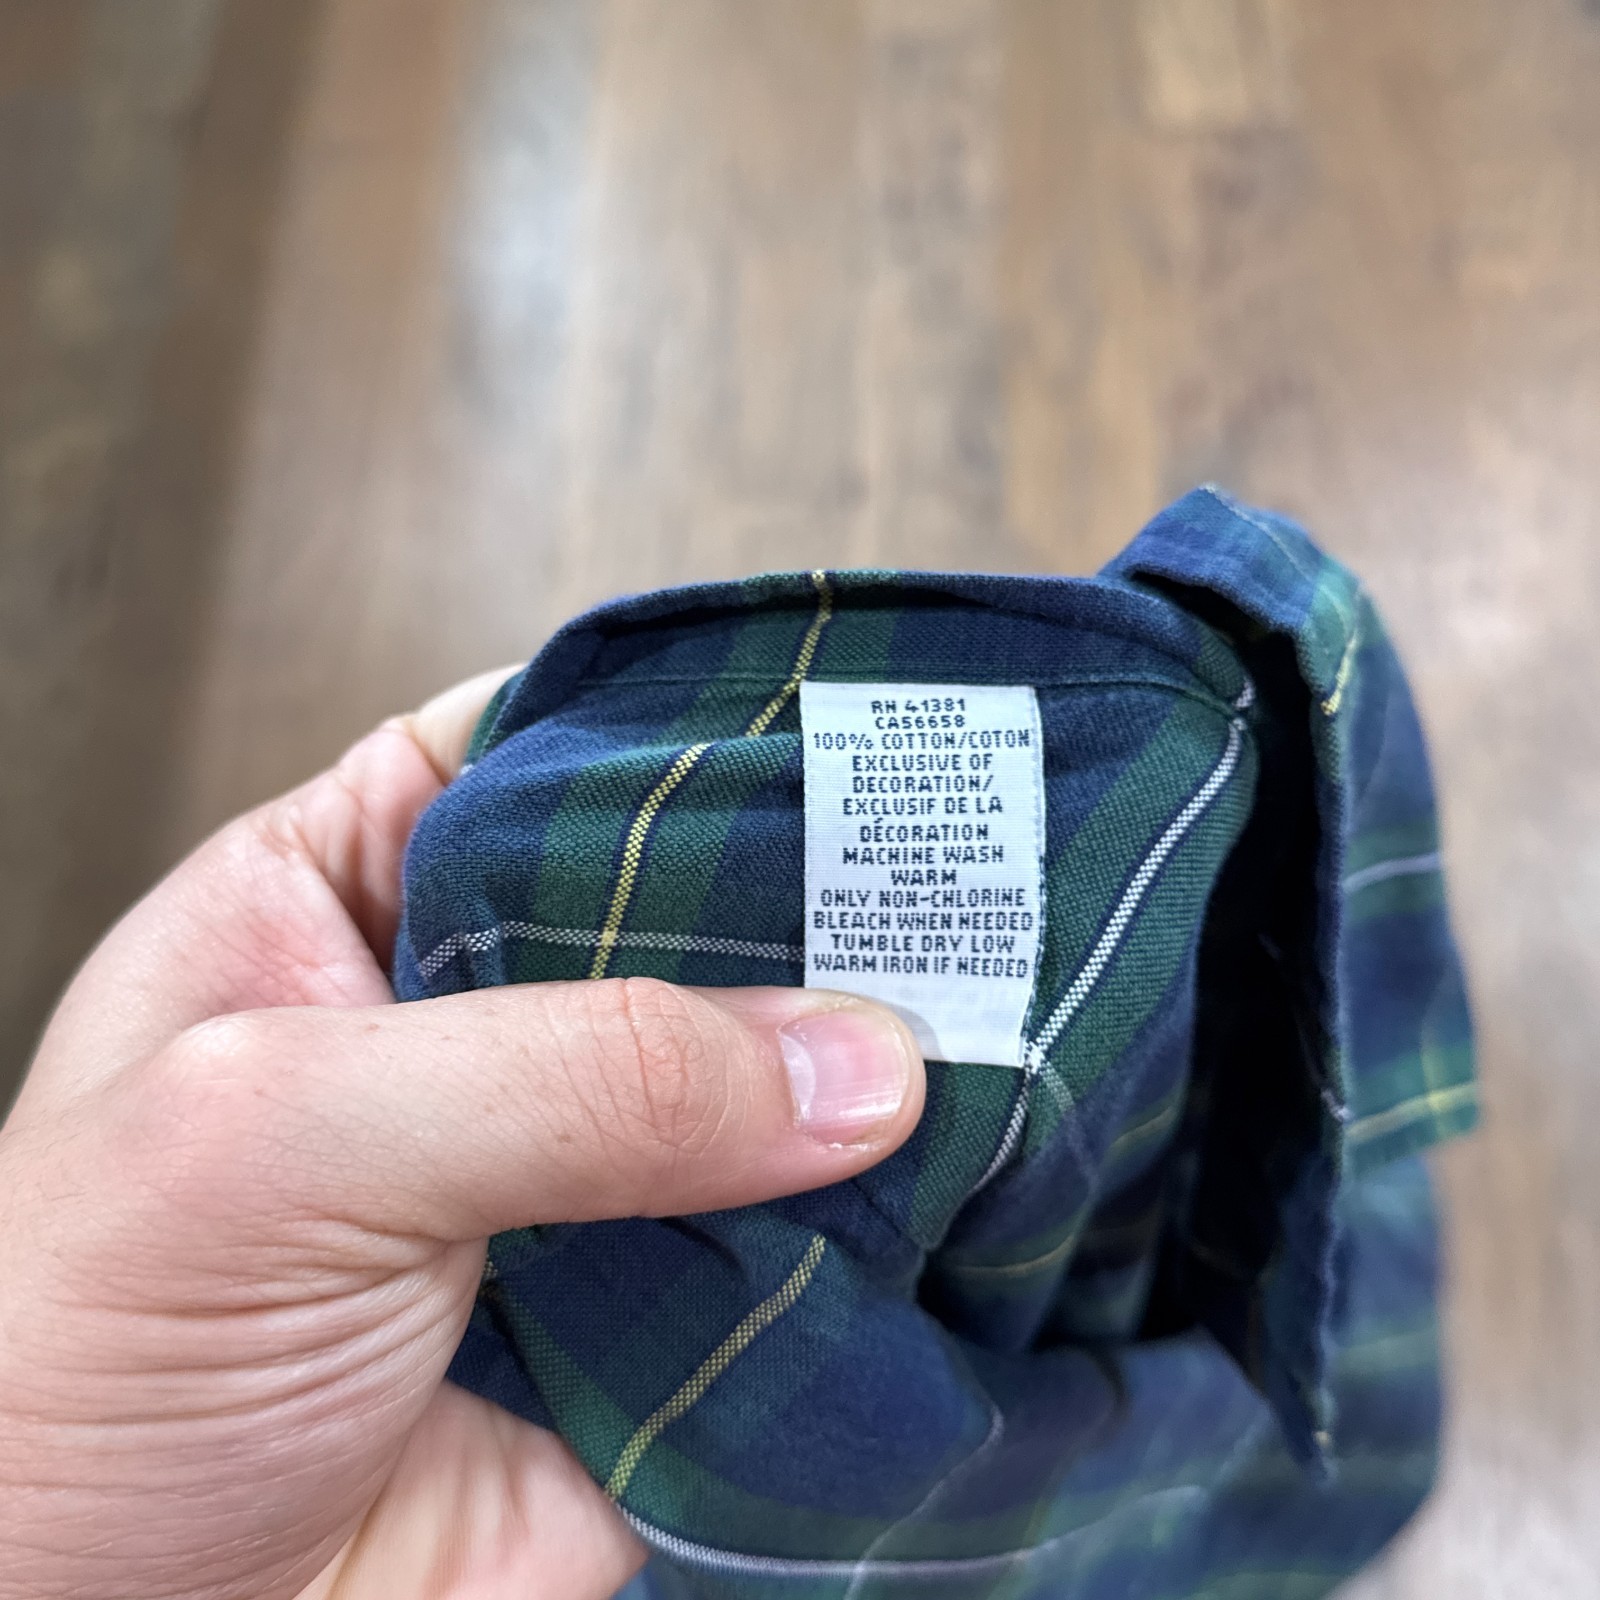 RN 41381
CA56658
100% COTTON/COTON
EXCLUSIVE OF
DECORATION/
EXCLUSIF DE LA
DÉCORATION
MACHINE WASH
WARM
ONLY NON-CHLORINE
BLEACH WHEN NEEDED
TUMBLE DRY LOW
WARM IRON IF NEEDED